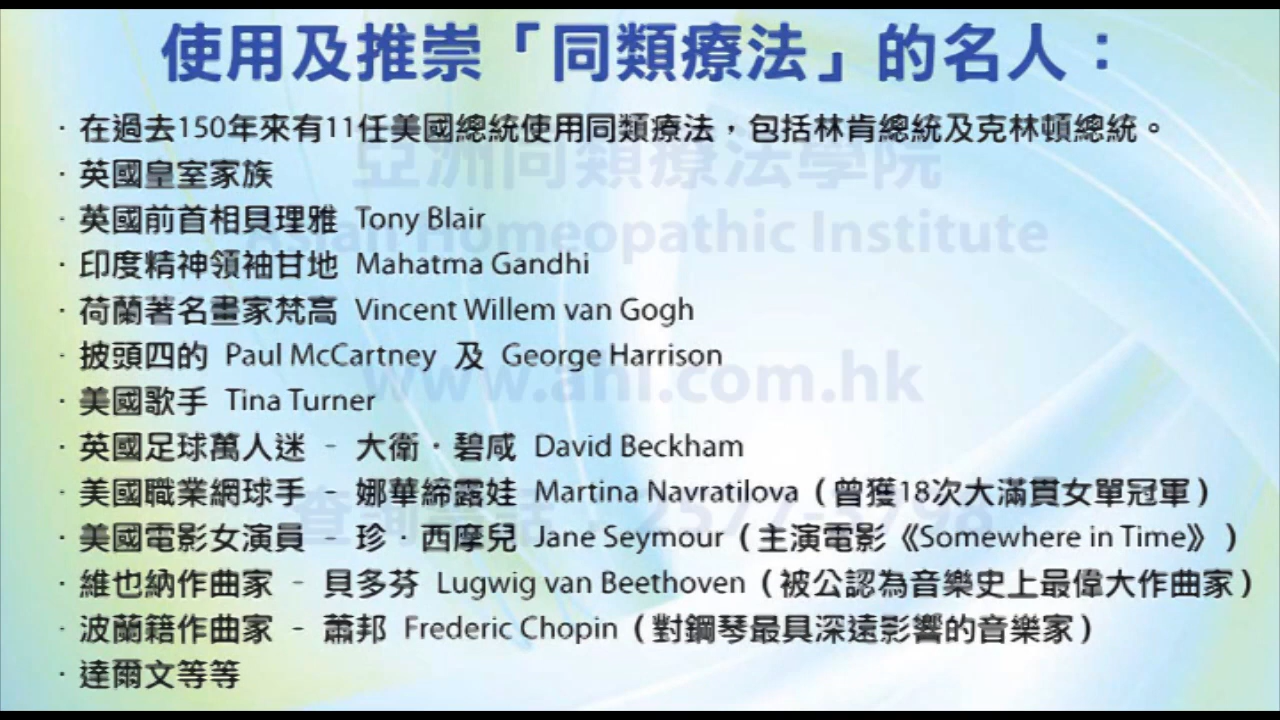 使用及推崇「同類療法」的名人：
· 在過去150年來有11任美國總統使用同類療法，包括林肯總統及克林頓總統。
亞洲同類療法學院
· 英國皇室家族
· 英國前首相貝理雅 Tony Blair
Asian Homeopathic Institute
· 印度精神領袖甘地 Mahatma Gandhi
· 荷蘭著名畫家梵高 Vincent Willem van Gogh
· 披頭四的 Paul McCartney 及 George Harrison
www.ahi.com.hk
· 美國歌手 Tina Turner
· 英國足球萬人迷 – 大衛·碧咸 David Beckham
· 美國職業網球手 – 娜華締露娃 Martina Navratilova（曾獲18次大滿貫女單冠軍）
· 美國電影女演員 – 珍·西摩兒 Jane Seymour（主演電影《Somewhere in Time》）
· 維也納作曲家 – 貝多芬 Lugwig van Beethoven（被公認為音樂史上最偉大作曲家）
· 波蘭籍作曲家 – 蕭邦 Frederic Chopin（對鋼琴最具深遠影響的音樂家）
· 達爾文等等